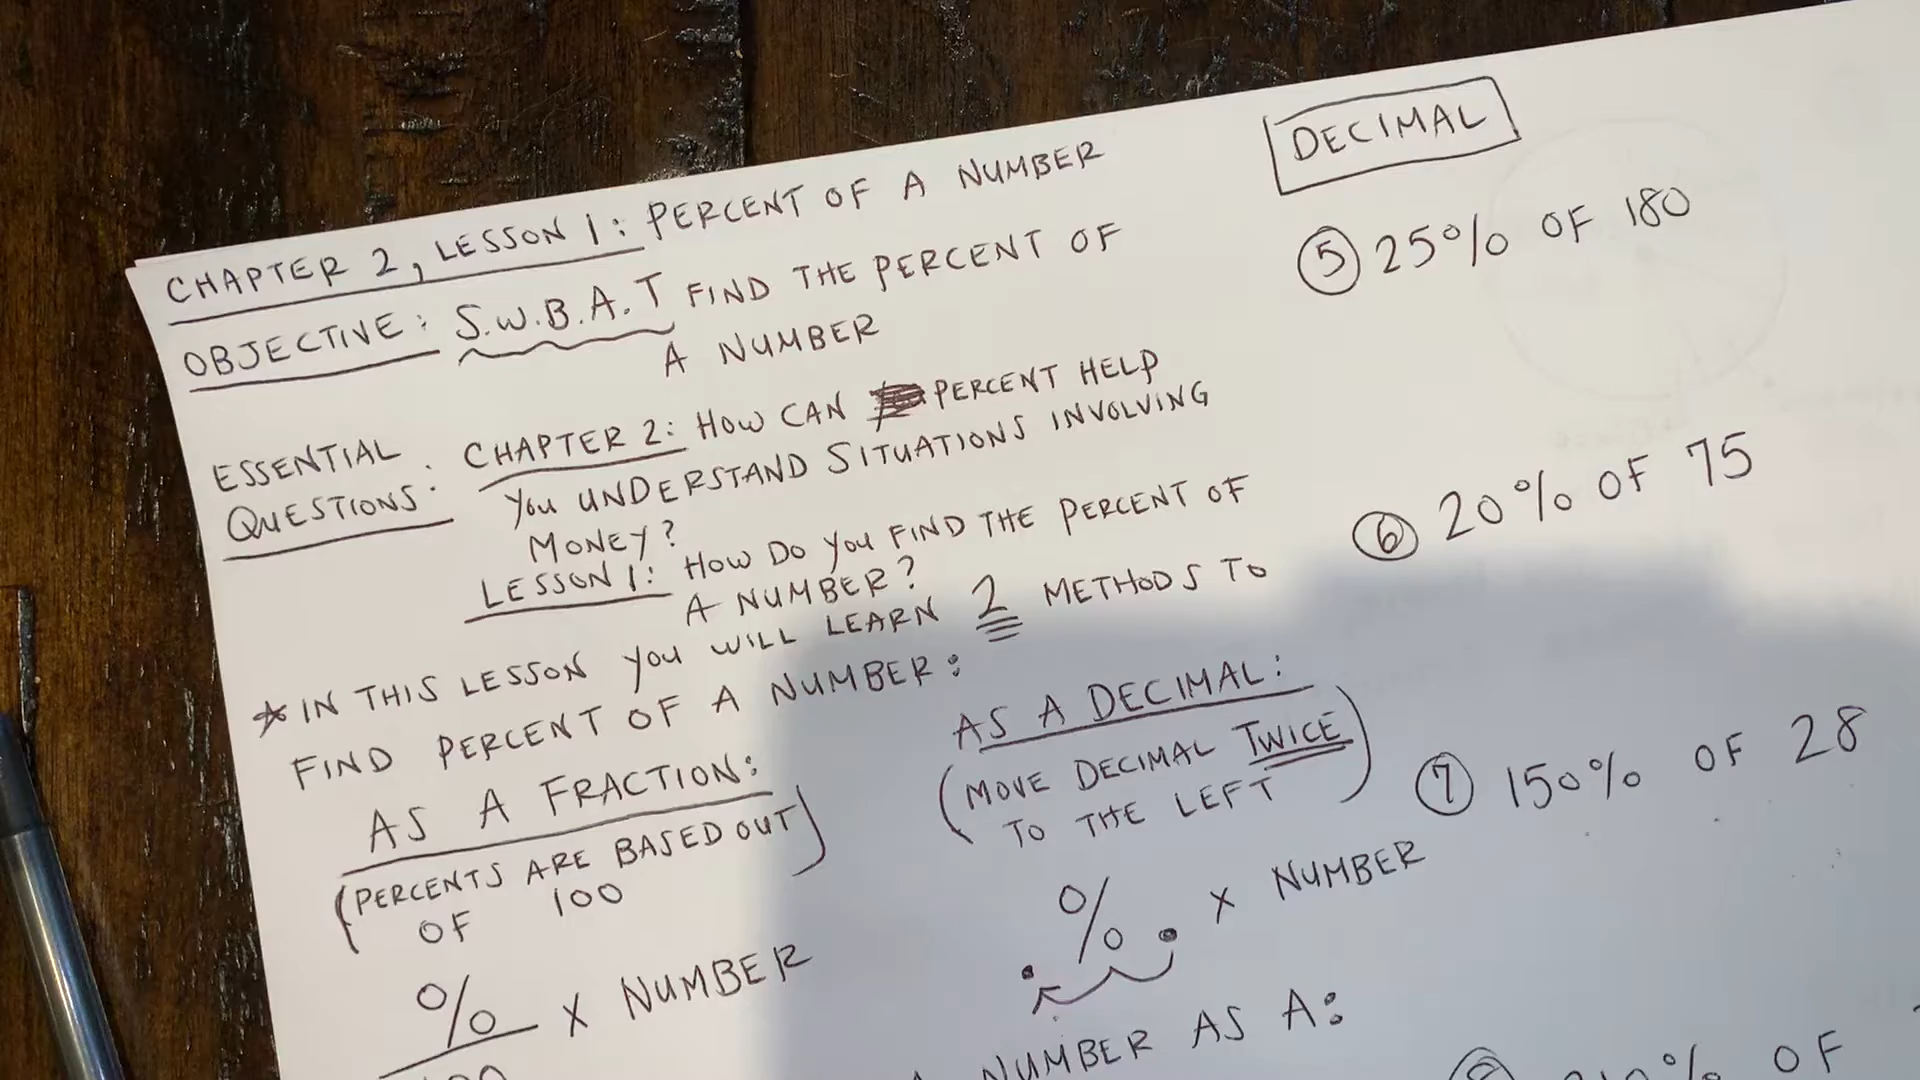 CHAPTER 2, LESSON 1: PERCENT OF A NUMBER
OBJECTIVE: S.W.B.A.T FIND THE PERCENT OF
A NUMBER
ESSENTIAL
QUESTIONS:
CHAPTER 2: HOW CAN PERCENT HELP
YOU UNDERSTAND SITUATIONS INVOLVING
MONEY?
LESSON 1: HOW DO YOU FIND THE PERCENT OF
A NUMBER?
* IN THIS LESSON YOU WILL LEARN 2 METHODS TO
FIND PERCENT OF A NUMBER:
AS A FRACTION:
(PERCENTS ARE BASED OUT
OF 100)
% X NUMBER
AS A DECIMAL:
(MOVE DECIMAL TWICE
TO THE LEFT)
%. X NUMBER
NUMBER AS A:
DECIMAL
5 25% OF 180
6 20% OF 75
7 150% OF 28
% OF